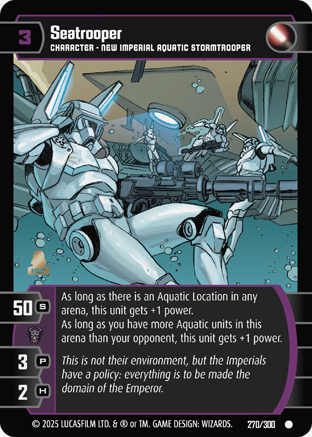 3 Seatrooper
CHARACTER - NEW IMPERIAL AQUATIC STORMTROOPER
50 S
As long as there is an Aquatic Location in any
arena, this unit gets +1 power.
As long as you have more Aquatic units in this
arena than your opponent, this unit gets +1 power.
3 P
This is not their environment, but the Imperials
have a policy: everything is to be made the
2 H
domain of the Emperor.
© 2025 LUCASFILM LTD. & ® or TM. GAME DESIGN: WIZARDS. 270/300